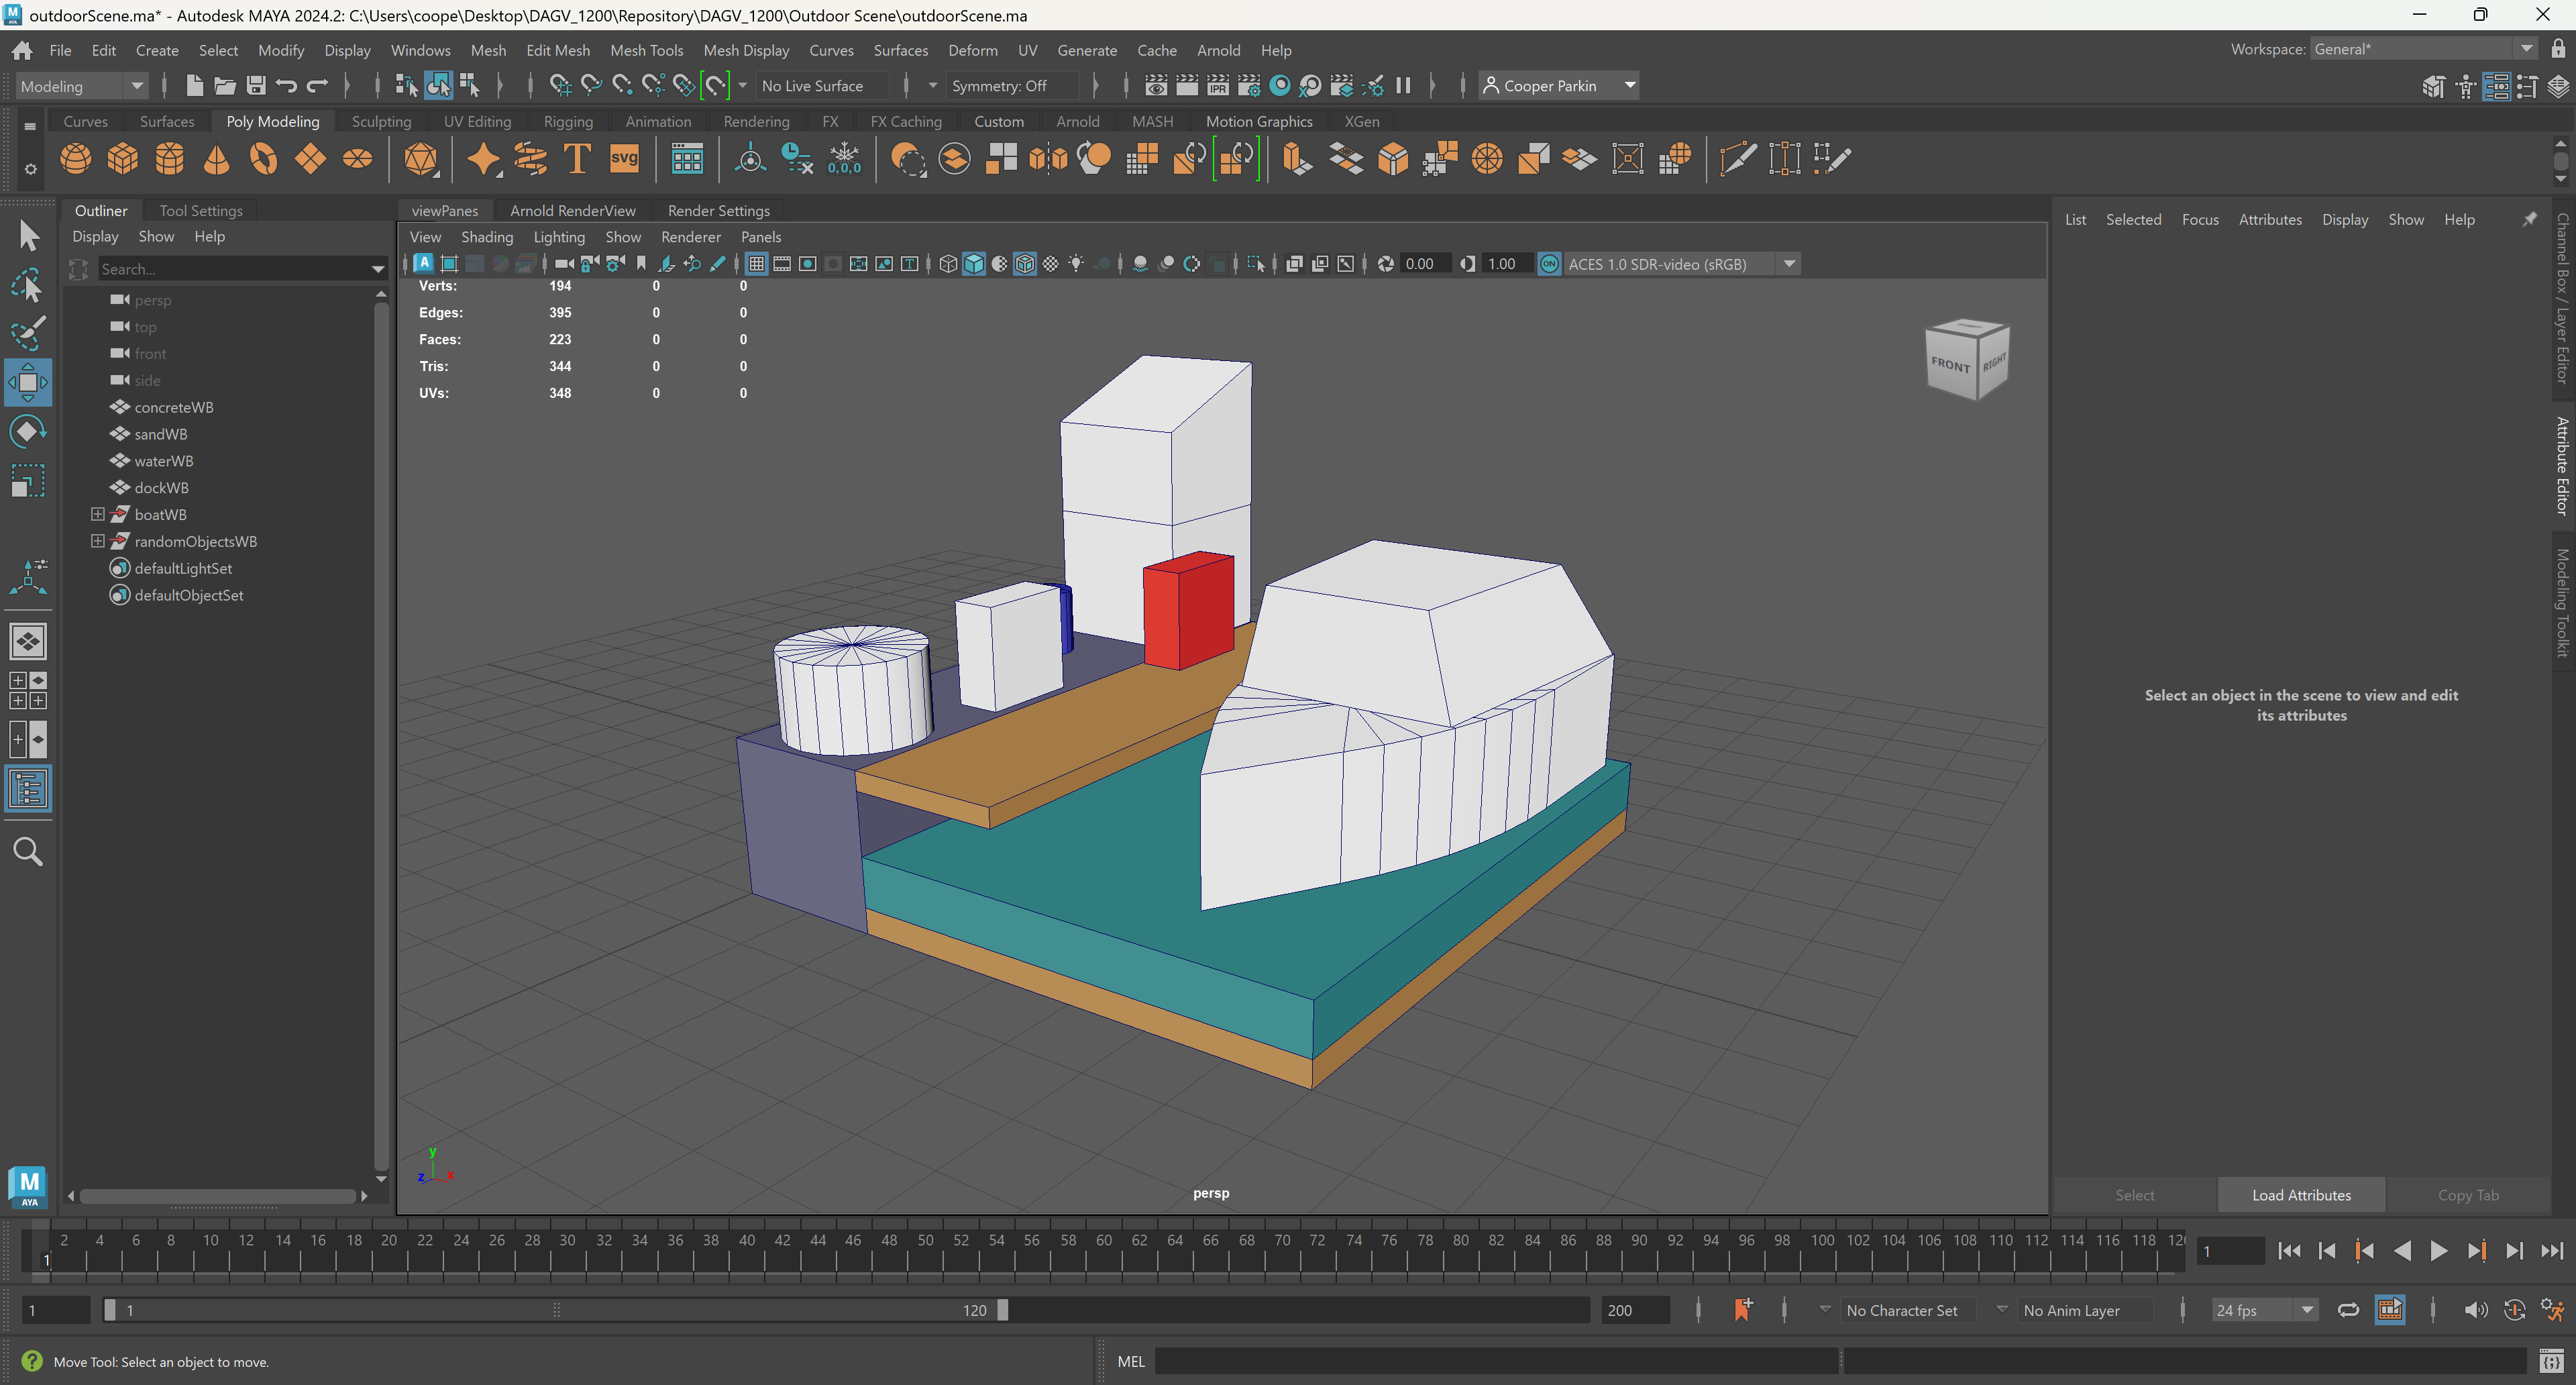 outdoorScene.ma* - Autodesk MAYA 2024.2: C:\Users\coope\Desktop\DAGV_1200\Repository\DAGV_1200\Outdoor Scene\outdoorScene.ma
File Edit Create Select Modify Display Windows Mesh Edit Mesh Mesh Tools Mesh Display Curves Surfaces Deform UV Generate Cache Arnold Help
Workspace: General*
Modeling
No Live Surface
Symmetry: Off
IPR
Cooper Parkin
Curves Surfaces Poly Modeling Sculpting UV Editing Rigging Animation Rendering FX FX Caching Custom Arnold MASH Motion Graphics XGen
T
svg
0,0,0
Outliner Tool Settings
Display Show Help
Search...
persp
top
front
side
concreteWB
sandWB
waterWB
dockWB
boatWB
randomObjectsWB
defaultLightSet
defaultObjectSet
viewPanes Arnold RenderView Render Settings
View Shading Lighting Show Renderer Panels
A
0.00
1.00
ON
ACES 1.0 SDR-video (sRGB)
Verts: 194 0 0
Edges: 395 0 0
Faces: 223 0 0
Tris: 344 0 0
UVs: 348 0 0
FRONT
RIGHT
y
z
x
persp
List Selected Focus Attributes Display Show Help
Select an object in the scene to view and edit
its attributes
Select
Load Attributes
Copy Tab
Channel Box / Layer Editor
Attribute Editor
Modeling Toolkit
M
AYA
1
2 4 6 8 10 12 14 16 18 20 22 24 26 28 30 32 34 36 38 40 42 44 46 48 50 52 54 56 58 60 62 64 66 68 70 72 74 76 78 80 82 84 86 88 90 92 94 96 98 100 102 104 106 108 110 112 114 116 118
1
1
1
120
200
No Character Set
No Anim Layer
24 fps
Move Tool: Select an object to move.
MEL